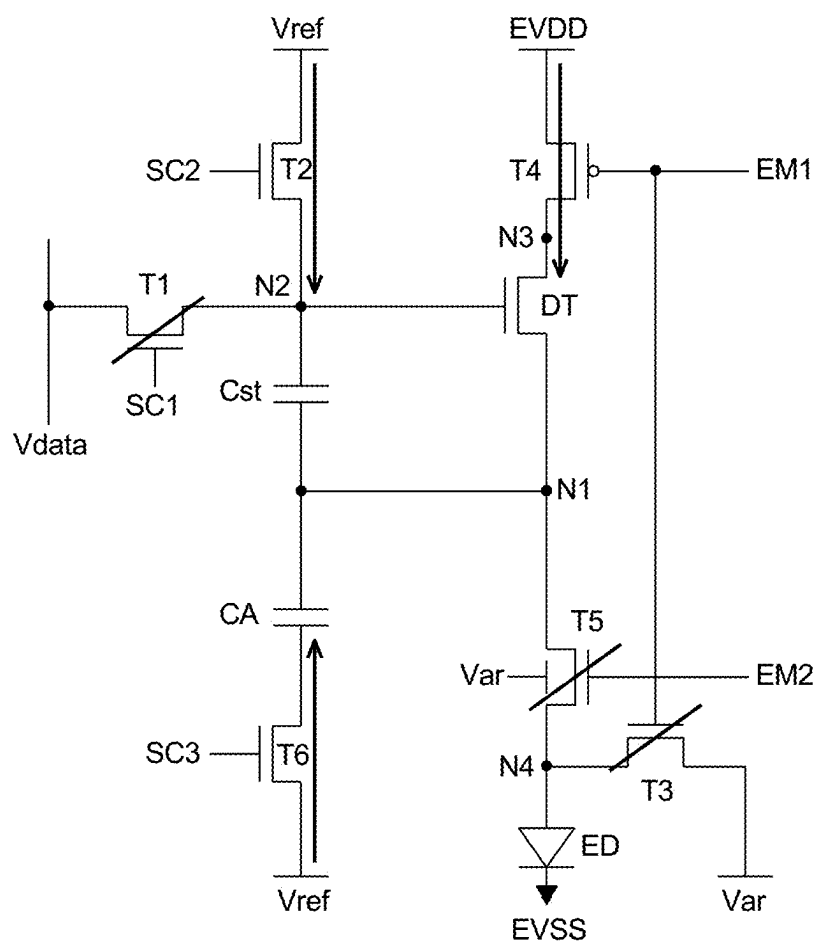 Vref
EVDD
SC2
T2
T4
EM1
N3
N2
T1
DT
SC1
Cst
Vdata
N1
CA
T5
Var
EM2
SC3
T6
N4
T3
ED
Vref
EVSS
Var